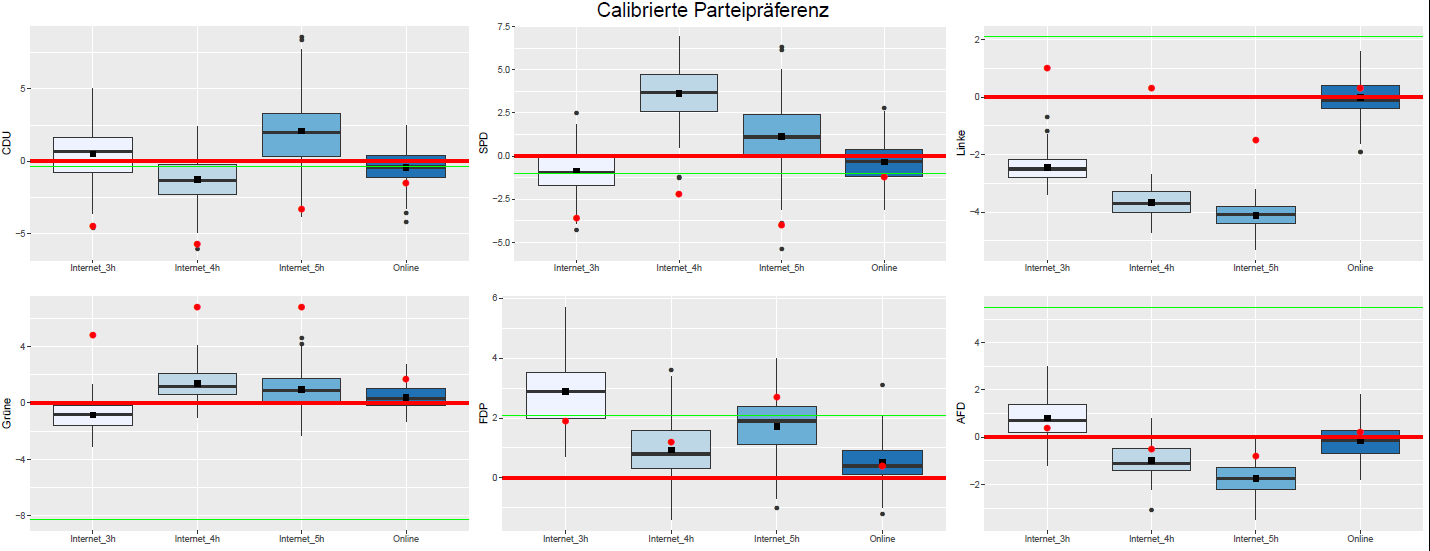 Calibrierte Parteipräferenz
CDU
5
0
−5
Internet_3h Internet_4h Internet_5h Online
SPD
7.5
5.0
2.5
0.0
−2.5
−5.0
Internet_3h Internet_4h Internet_5h Online
Linke
2
0
−2
−4
Internet_3h Internet_4h Internet_5h Online
Grüne
4
0
−4
−8
Internet_3h Internet_4h Internet_5h Online
FDP
6
4
2
0
Internet_3h Internet_4h Internet_5h Online
AFD
4
2
0
−2
Internet_3h Internet_4h Internet_5h Online